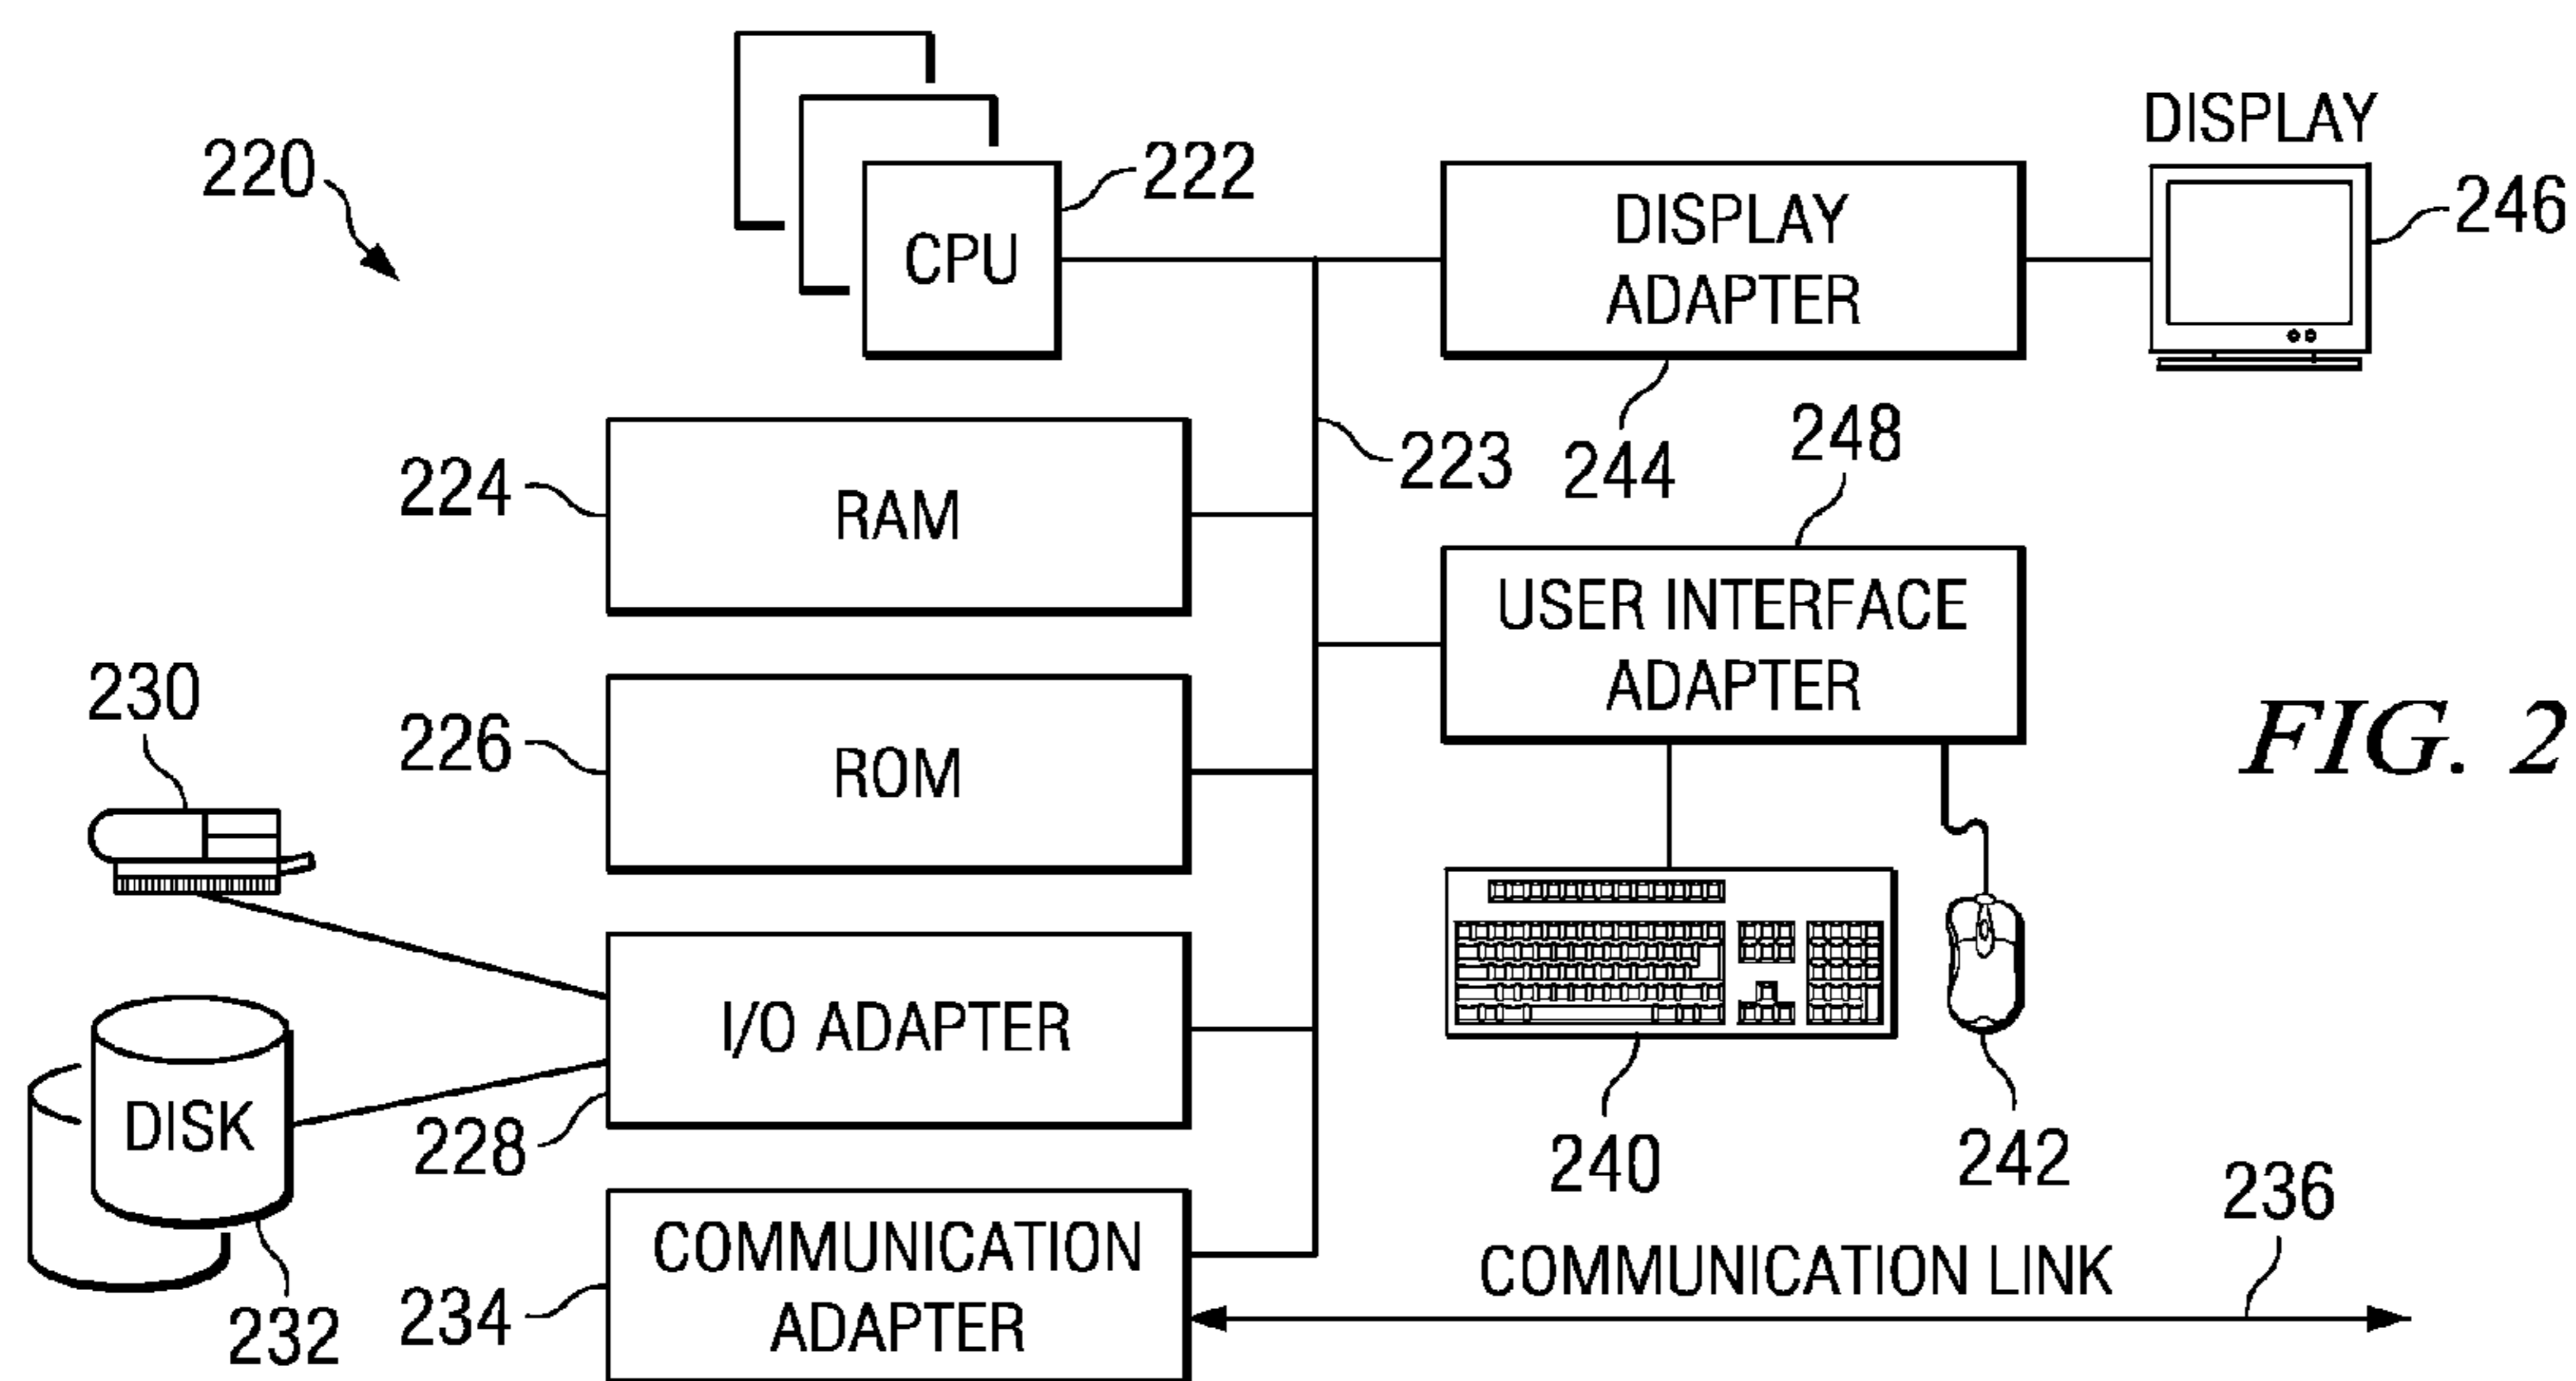 DISPLAY
220
222
CPU
DISPLAY
ADAPTER
246
223
244
248
224
RAM
USER INTERFACE
ADAPTER
230
226
ROM
FIG. 2
I/O ADAPTER
DISK
228
240
242
236
COMMUNICATION
ADAPTER
COMMUNICATION LINK
232
234